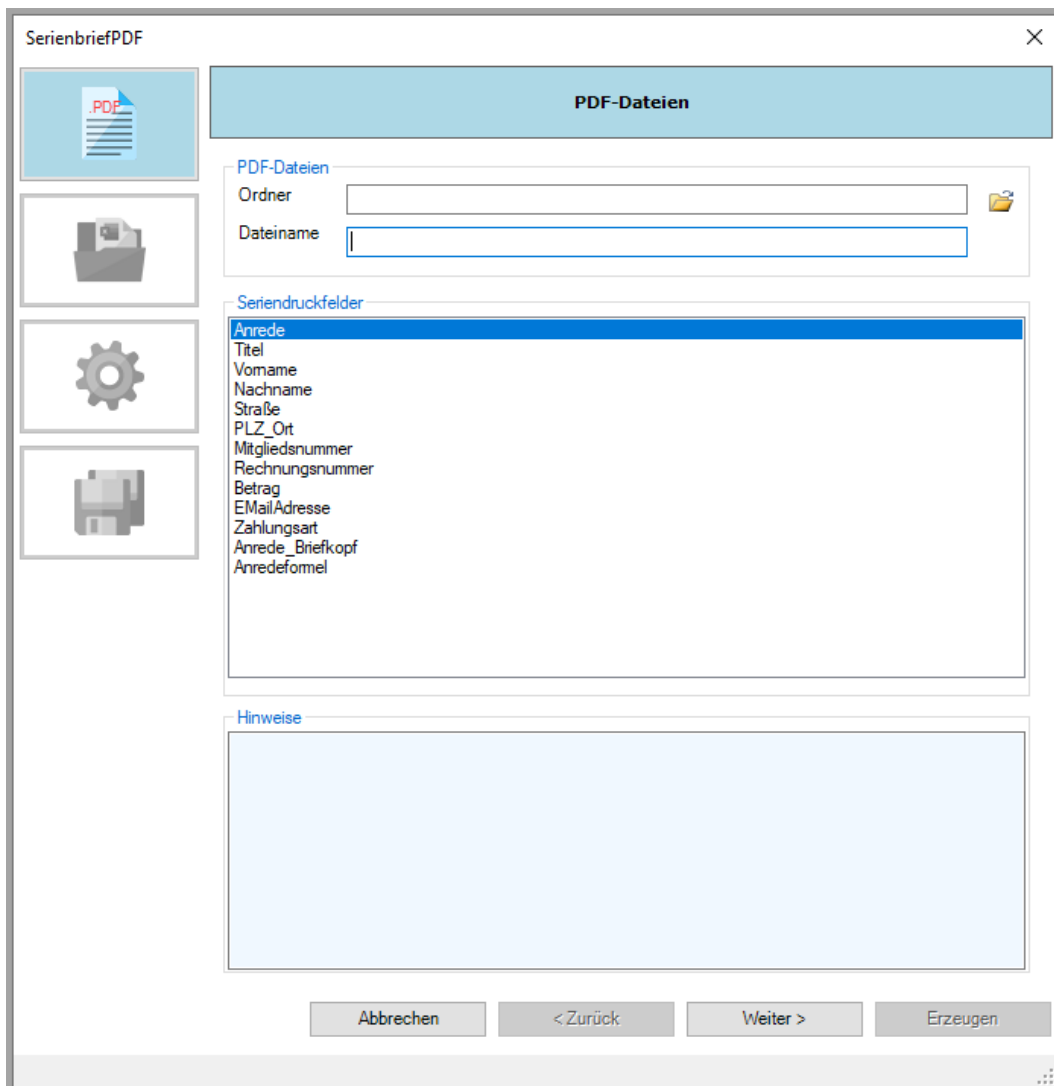 SerienbriefPDF
.PDF
PDF-Dateien
PDF-Dateien
Ordner
Dateiname
Seriendruckfelder
Anrede
Titel
Vorname
Nachname
Straße
PLZ_Ort
Mitgliedsnummer
Rechnungsnummer
Betrag
EMailAdresse
Zahlungsart
Anrede_Briefkopf
Anredeformel
Hinweise
Abbrechen < Zurück Weiter > Erzeugen